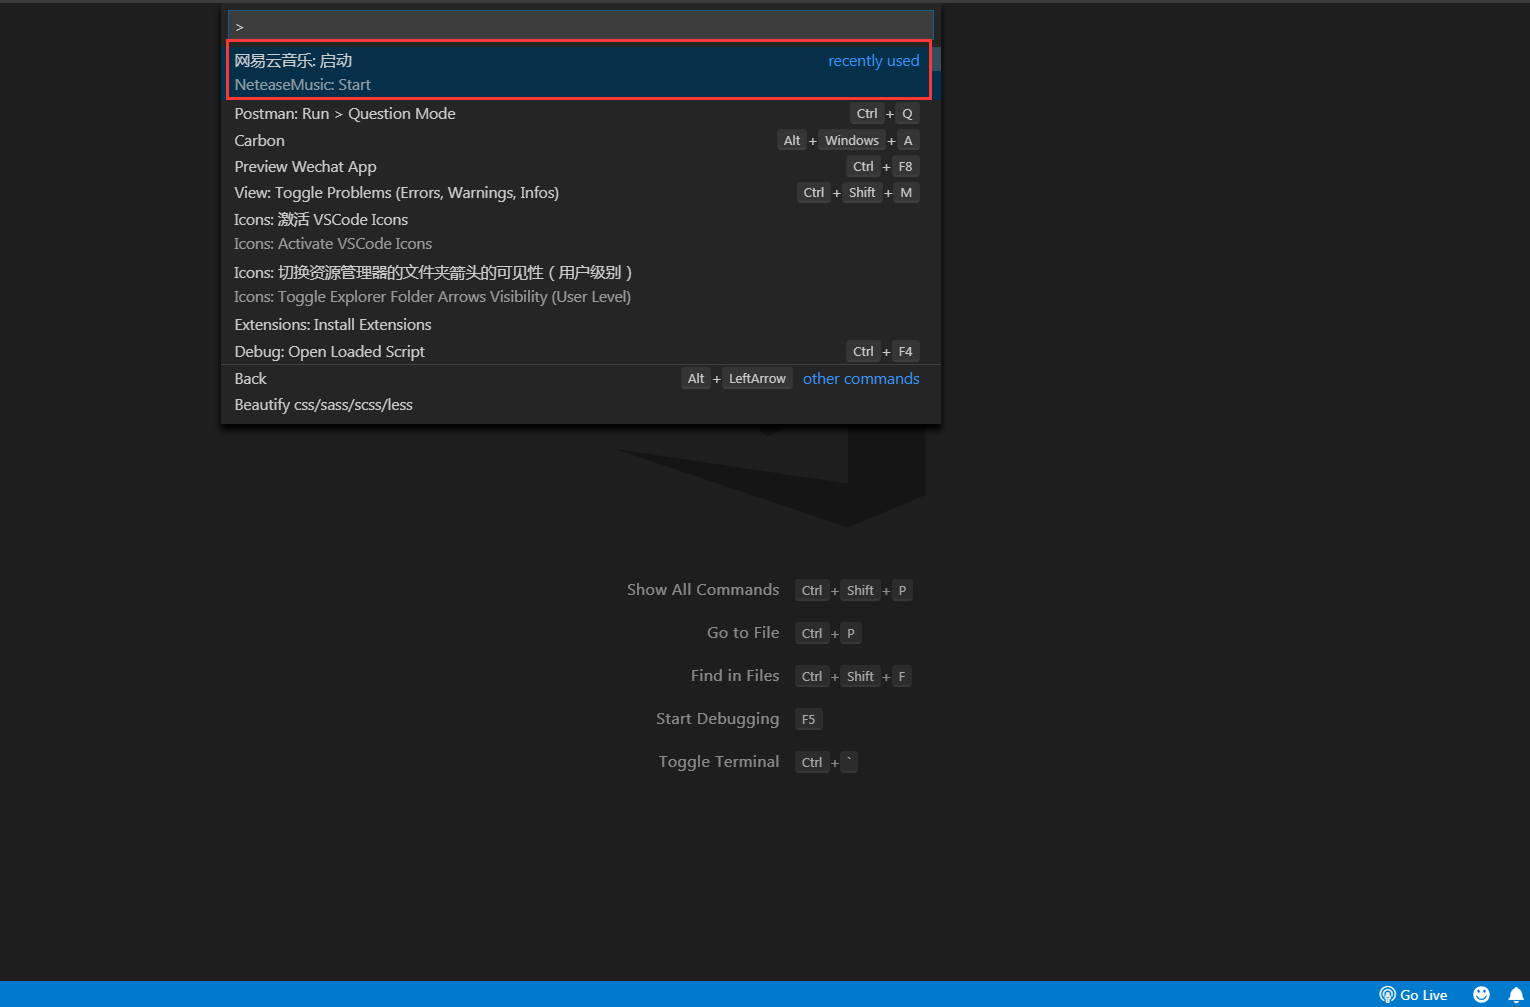 >
网易云音乐: 启动 recently used
NeteaseMusic: Start
Postman: Run > Question Mode Ctrl + Q
Carbon Alt + Windows + A
Preview Wechat App Ctrl + F8
View: Toggle Problems (Errors, Warnings, Infos) Ctrl + Shift + M
Icons: 激活 VSCode Icons
Icons: Activate VSCode Icons
Icons: 切换资源管理器的文件夹箭头的可见性（用户级别）
Icons: Toggle Explorer Folder Arrows Visibility (User Level)
Extensions: Install Extensions
Debug: Open Loaded Script Ctrl + F4
Back Alt + LeftArrow other commands
Beautify css/sass/scss/less
Show All Commands Ctrl + Shift + P
Go to File Ctrl + P
Find in Files Ctrl + Shift + F
Start Debugging F5
Toggle Terminal Ctrl + `
Go Live